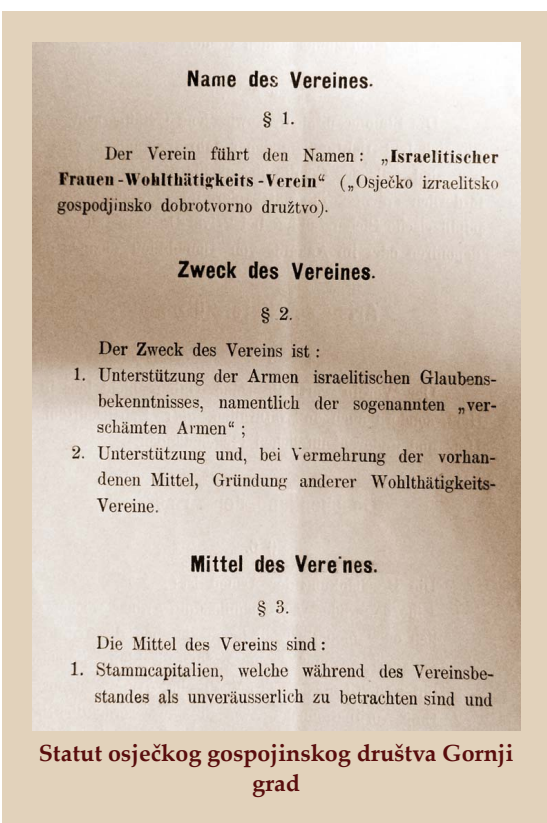 Name des Vereines.
§ 1.
Der Verein führt den Namen: „Israelitischer
Frauen-Wohlthätigkeits-Verein“ („Osječko izraelitsko
gospodjinsko dobrotvorno družtvo).
Zweck des Vereines.
§ 2.
Der Zweck des Vereins ist:
1. Unterstützung der Armen israelitischen Glaubens-
bekenntnisses, namentlich der sogenannten „ver-
schämten Armen“;
2. Unterstützung und, bei Vermehrung der vorhan-
denen Mittel, Gründung anderer Wohlthätigkeits-
Vereine.
Mittel des Vereines.
§ 3.
Die Mittel des Vereins sind:
1. Stammcapitalien, welche während des Vereinsbe-
standes als unveräusserlich zu betrachten sind und
Statut osječkog gospojinskog društva Gornji
grad